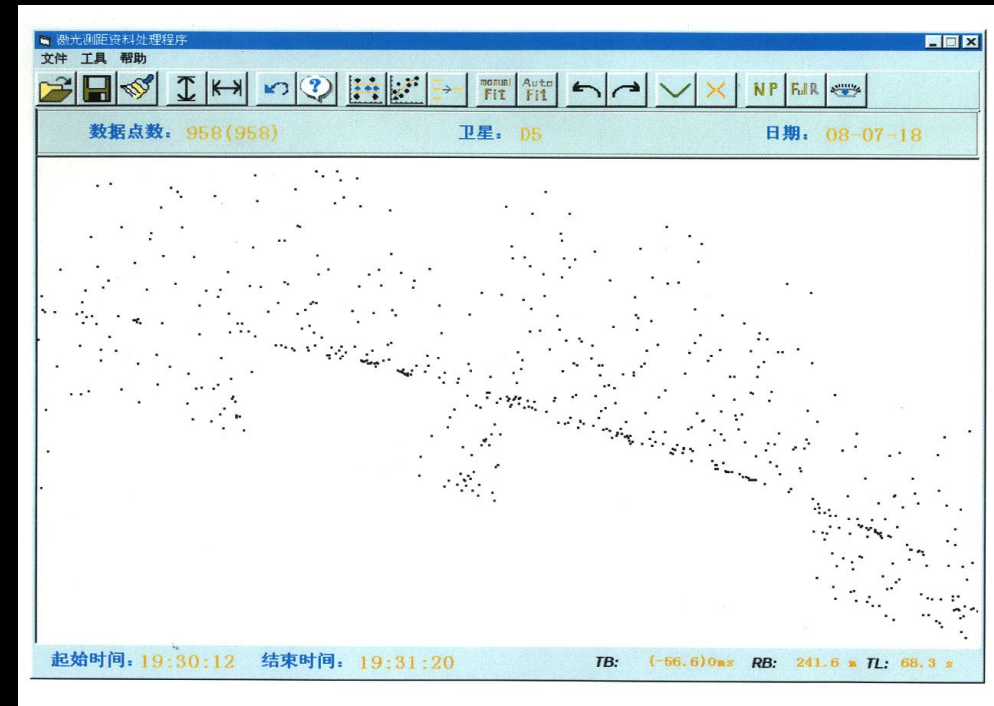 激光测距资料处理程序
文件 工具 帮助
manual Fit Auto Fit N P Full R
数据点数: 958(958) 卫星: D5 日期: 08-07-18
起始时间: 19:30:12 结束时间: 19:31:20 TB: (-56.6)0ms RB: 241.6 m TL: 68.3 s